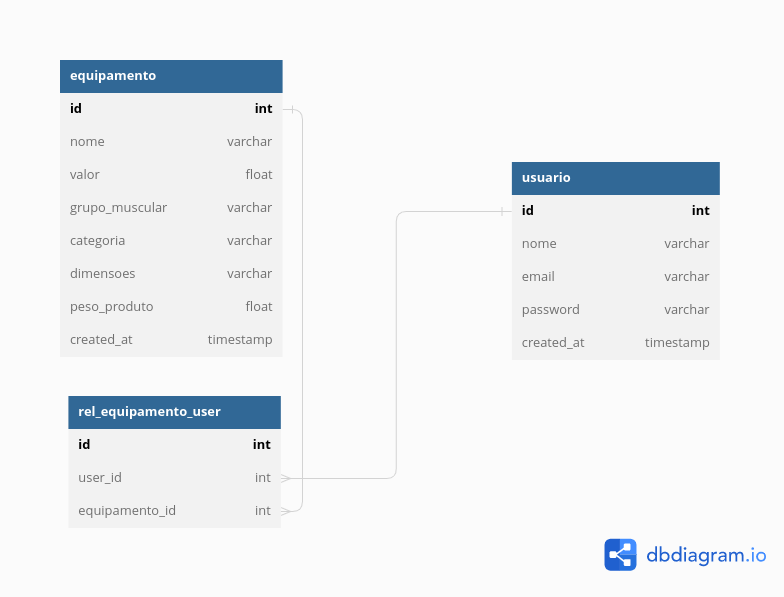 equipamento
id int
nome varchar
valor float
grupo_muscular varchar
categoria varchar
dimensoes varchar
peso_produto float
created_at timestamp
usuario
id int
nome varchar
email varchar
password varchar
created_at timestamp
rel_equipamento_user
id int
user_id int
equipamento_id int
dbdiagram.io